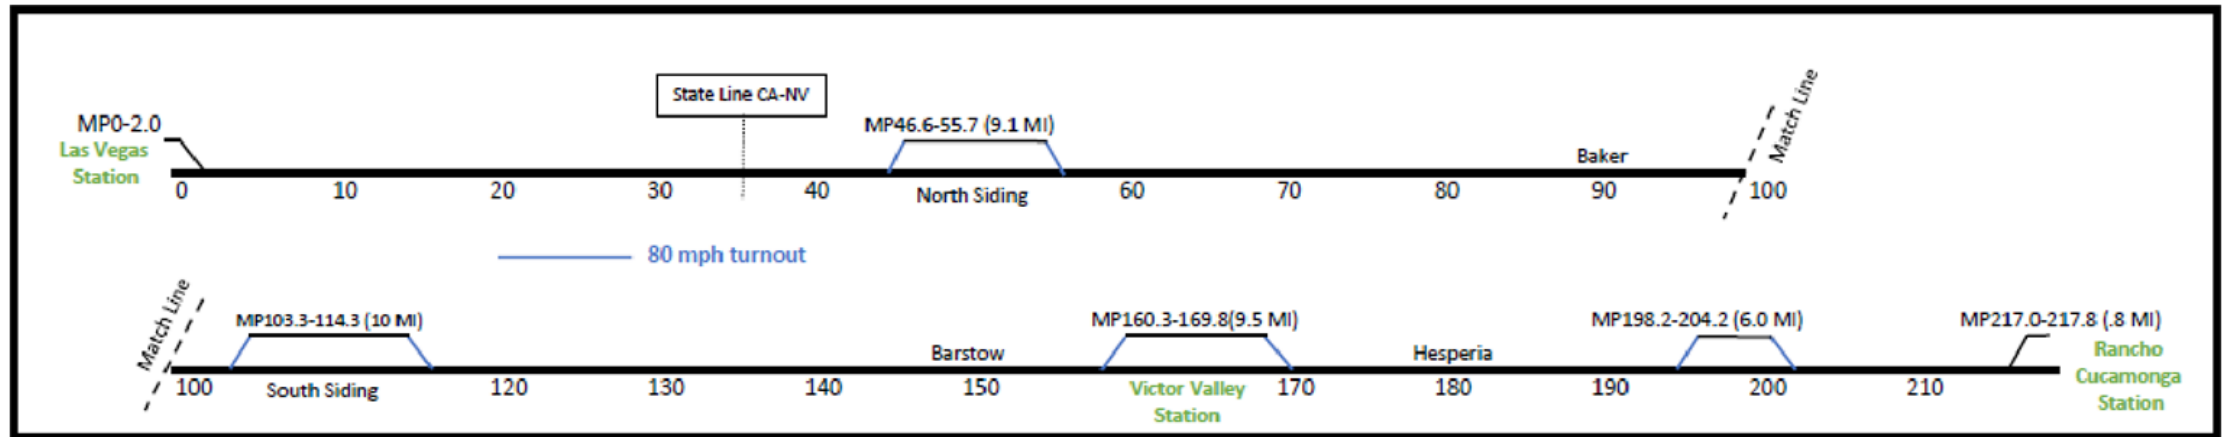 State Line CA-NV
MP0-2.0
Las Vegas
Station
MP46.6-55.7 (9.1 MI)
Baker
Match Line
0 10 20 30 40 North Siding 60 70 80 90 100
80 mph turnout
Match Line
MP103.3-114.3 (10 MI)
MP160.3-169.8(9.5 MI)
MP198.2-204.2 (6.0 MI)
MP217.0-217.8 (.8 MI)
Barstow
Hesperia
Rancho
Cucamonga
Station
100 South Siding 120 130 140 150 Victor Valley 170 180 190 200 210
Station